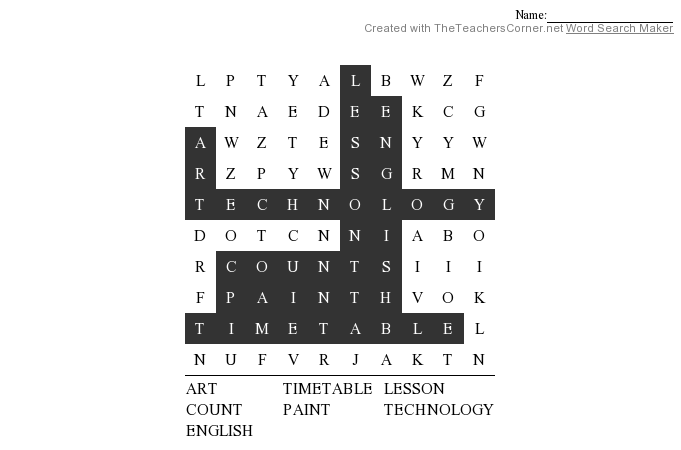 Name:
Created with TheTeachersCorner.net Word Search Maker
L P T Y A L B W Z F
T N A E D E E K C G
A W Z T E S N Y Y W
R Z P Y W S G R M N
T E C H N O L O G Y
D O T C N N I A B O
R C O U N T S I I I
F P A I N T H V O K
T I M E T A B L E L
N U F V R J A K T N
ART TIMETABLE LESSON
COUNT PAINT TECHNOLOGY
ENGLISH